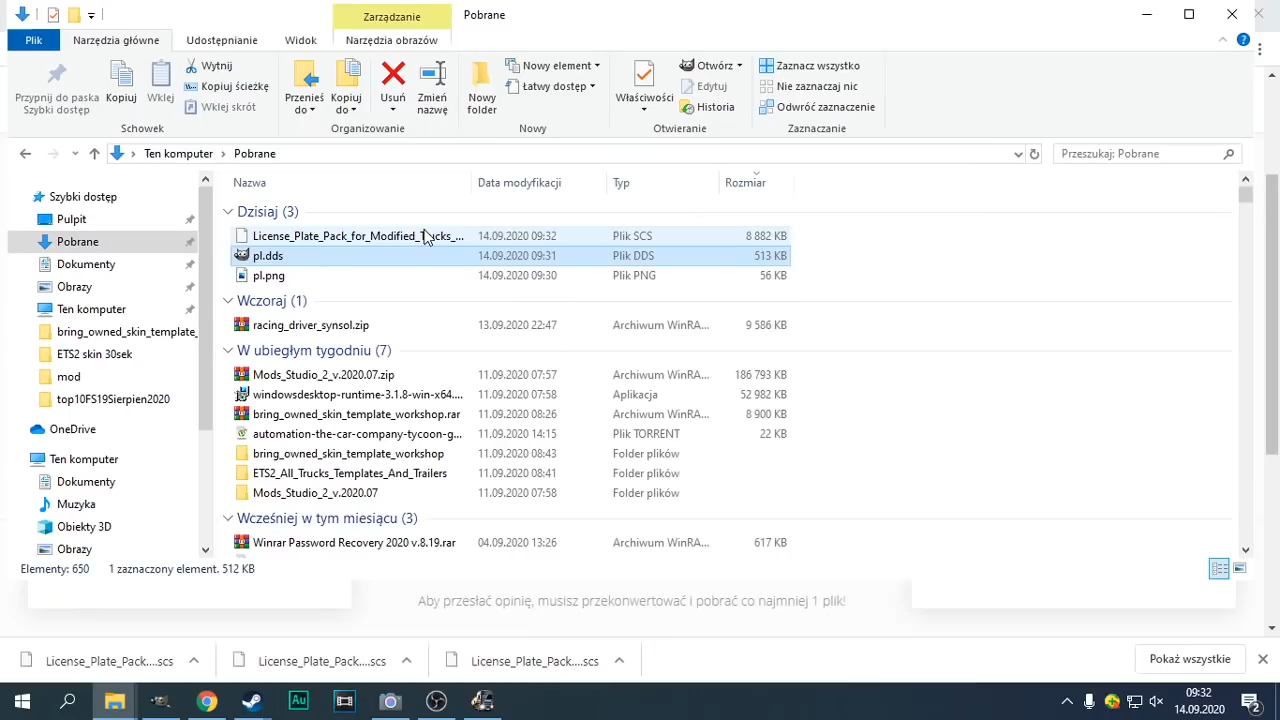 Zarządzanie
Pobrane
Plik
Narzędzia główne
Udostępnianie
Widok
Narzędzia obrazów
Przypnij do paska
Szybki dostęp
Kopiuj
Wklej
Wytnij
Kopiuj ścieżkę
Wklej skrót
Schowek
Przenieś
do
Kopiuj
do
Usuń
Zmień
nazwę
Organizowanie
Nowy
folder
Nowy element
Łatwy dostęp
Nowy
Właściwości
Otwórz
Edytuj
Historia
Otwieranie
Zaznacz wszystko
Nie zaznaczaj nic
Odwróć zaznaczenie
Zaznaczanie
Ten komputer
Pobrane
Przeszukaj: Pobrane
Szybki dostęp
Pulpit
Pobrane
Dokumenty
Obrazy
Ten komputer
bring_owned_skin_template_
ETS2 skin 30sek
mod
top10FS19Sierpien2020
OneDrive
Ten komputer
Dokumenty
Muzyka
Obiekty 3D
Obrazy
Nazwa Data modyfikacji Typ Rozmiar
Dzisiaj (3)
License_Plate_Pack_for_Modified_Trucks_... 14.09.2020 09:32 Plik SCS 8 882 KB
pl.dds 14.09.2020 09:31 Plik DDS 513 KB
pl.png 14.09.2020 09:30 Plik PNG 56 KB
Wczoraj (1)
racing_driver_synsol.zip 13.09.2020 22:47 Archiwum WinRA... 9 586 KB
W ubiegłym tygodniu (7)
Mods_Studio_2_v.2020.07.zip 11.09.2020 07:57 Archiwum WinRA... 186 793 KB
windowsdesktop-runtime-3.1.8-win-x64.... 11.09.2020 07:58 Aplikacja 52 982 KB
bring_owned_skin_template_workshop.rar 11.09.2020 08:26 Archiwum WinRA... 8 900 KB
automation-the-car-company-tycoon-g... 11.09.2020 14:15 Plik TORRENT 22 KB
bring_owned_skin_template_workshop 11.09.2020 08:43 Folder plików
ETS2_All_Trucks_Templates_And_Trailers 11.09.2020 08:41 Folder plików
Mods_Studio_2_v.2020.07 11.09.2020 07:58 Folder plików
Wcześniej w tym miesiącu (3)
Winrar Password Recovery 2020 v.8.19.rar 04.09.2020 13:26 Archiwum WinRA... 617 KB
Elementy: 650 1 zaznaczony element. 512 KB
Aby przesłać opinię, musisz przekonwertować i pobrać co najmniej 1 plik!
License_Plate_Pack....scs
License_Plate_Pack....scs
License_Plate_Pack....scs
Pokaż wszystkie
Au
09:32
14.09.2020
2